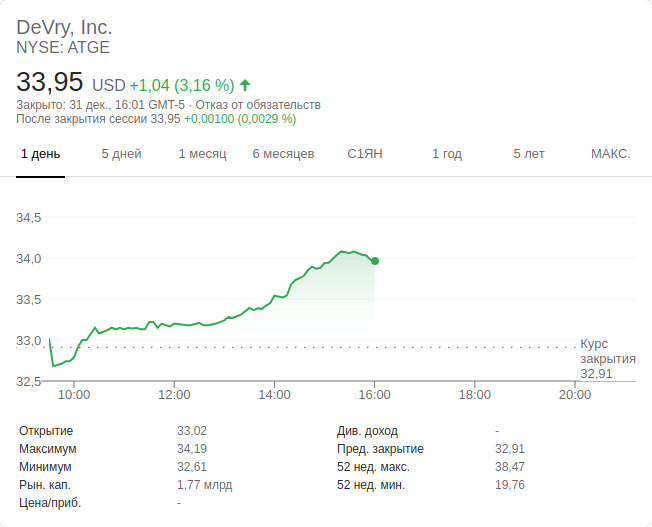 DeVry, Inc.
NYSE: ATGE
33,95 USD +1,04 (3,16 %)
Закрыто: 31 дек., 16:01 GMT-5 · Отказ от обязательств
После закрытия сессии 33,95 +0,00100 (0,0029 %)
1 день 5 дней 1 месяц 6 месяцев С1ЯН 1 год 5 лет МАКС.
34,5
34,0
33,5
33,0
32,5
Курс
закрытия
32,91
10:00 12:00 14:00 16:00 18:00 20:00
Открытие 33,02 Див. доход -
Максимум 34,19 Пред. закрытие 32,91
Минимум 32,61 52 нед. макс. 38,47
Рын. кап. 1,77 млрд 52 нед. мин. 19,76
Цена/приб. -